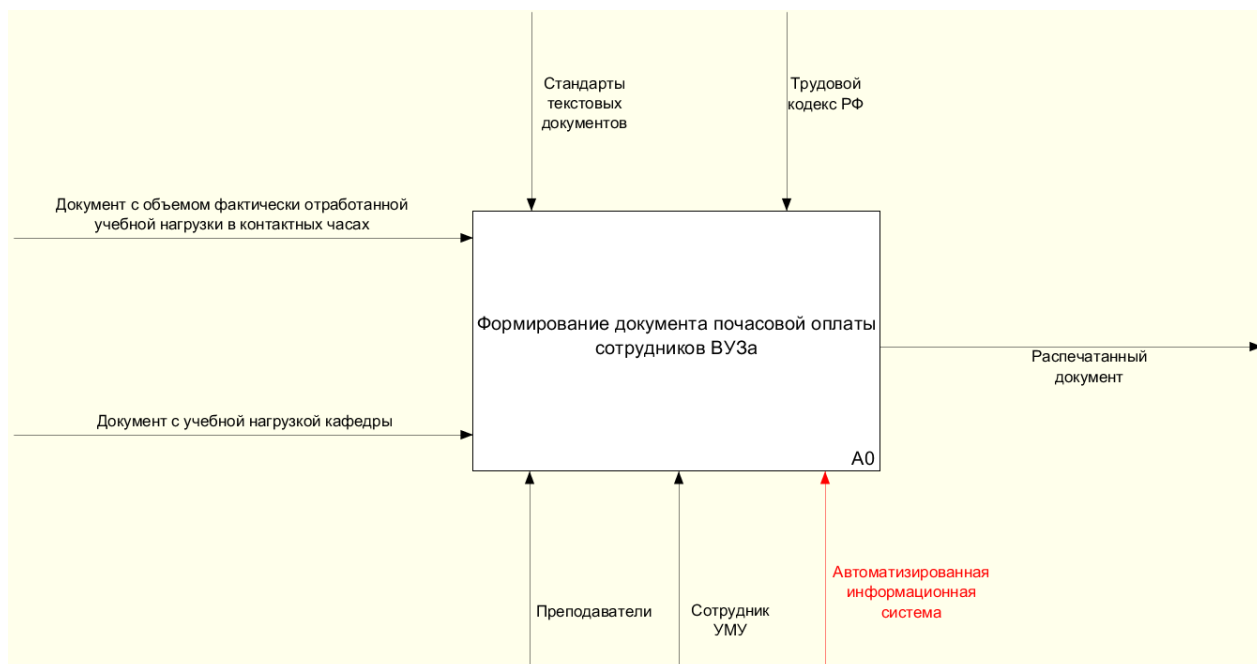 Стандарты
текстовых
документов
Трудовой
кодекс РФ
Документ с объемом фактически отработанной
учебной нагрузки в контактных часах
Формирование документа почасовой оплаты
сотрудников ВУЗа
Распечатанный
документ
Документ с учебной нагрузкой кафедры
A0
Преподаватели
Сотрудник
УМУ
Автоматизированная
информационная
система